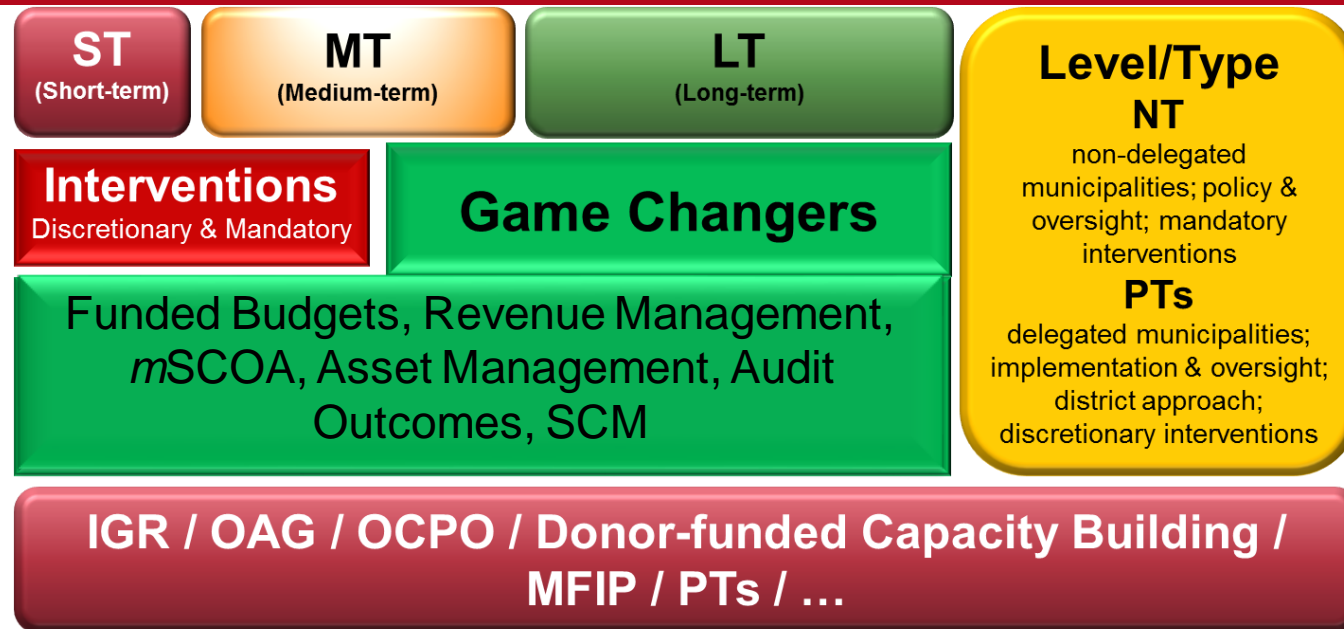 ST
(Short-term)
MT
(Medium-term)
LT
(Long-term)
Interventions
Discretionary & Mandatory
Game Changers
Funded Budgets, Revenue Management,
mSCOA, Asset Management, Audit
Outcomes, SCM
Level/Type
NT
non-delegated
municipalities; policy &
oversight; mandatory
interventions
PTs
delegated municipalities;
implementation & oversight;
district approach;
discretionary interventions
IGR / OAG / OCPO / Donor-funded Capacity Building /
MFIP / PTs / …